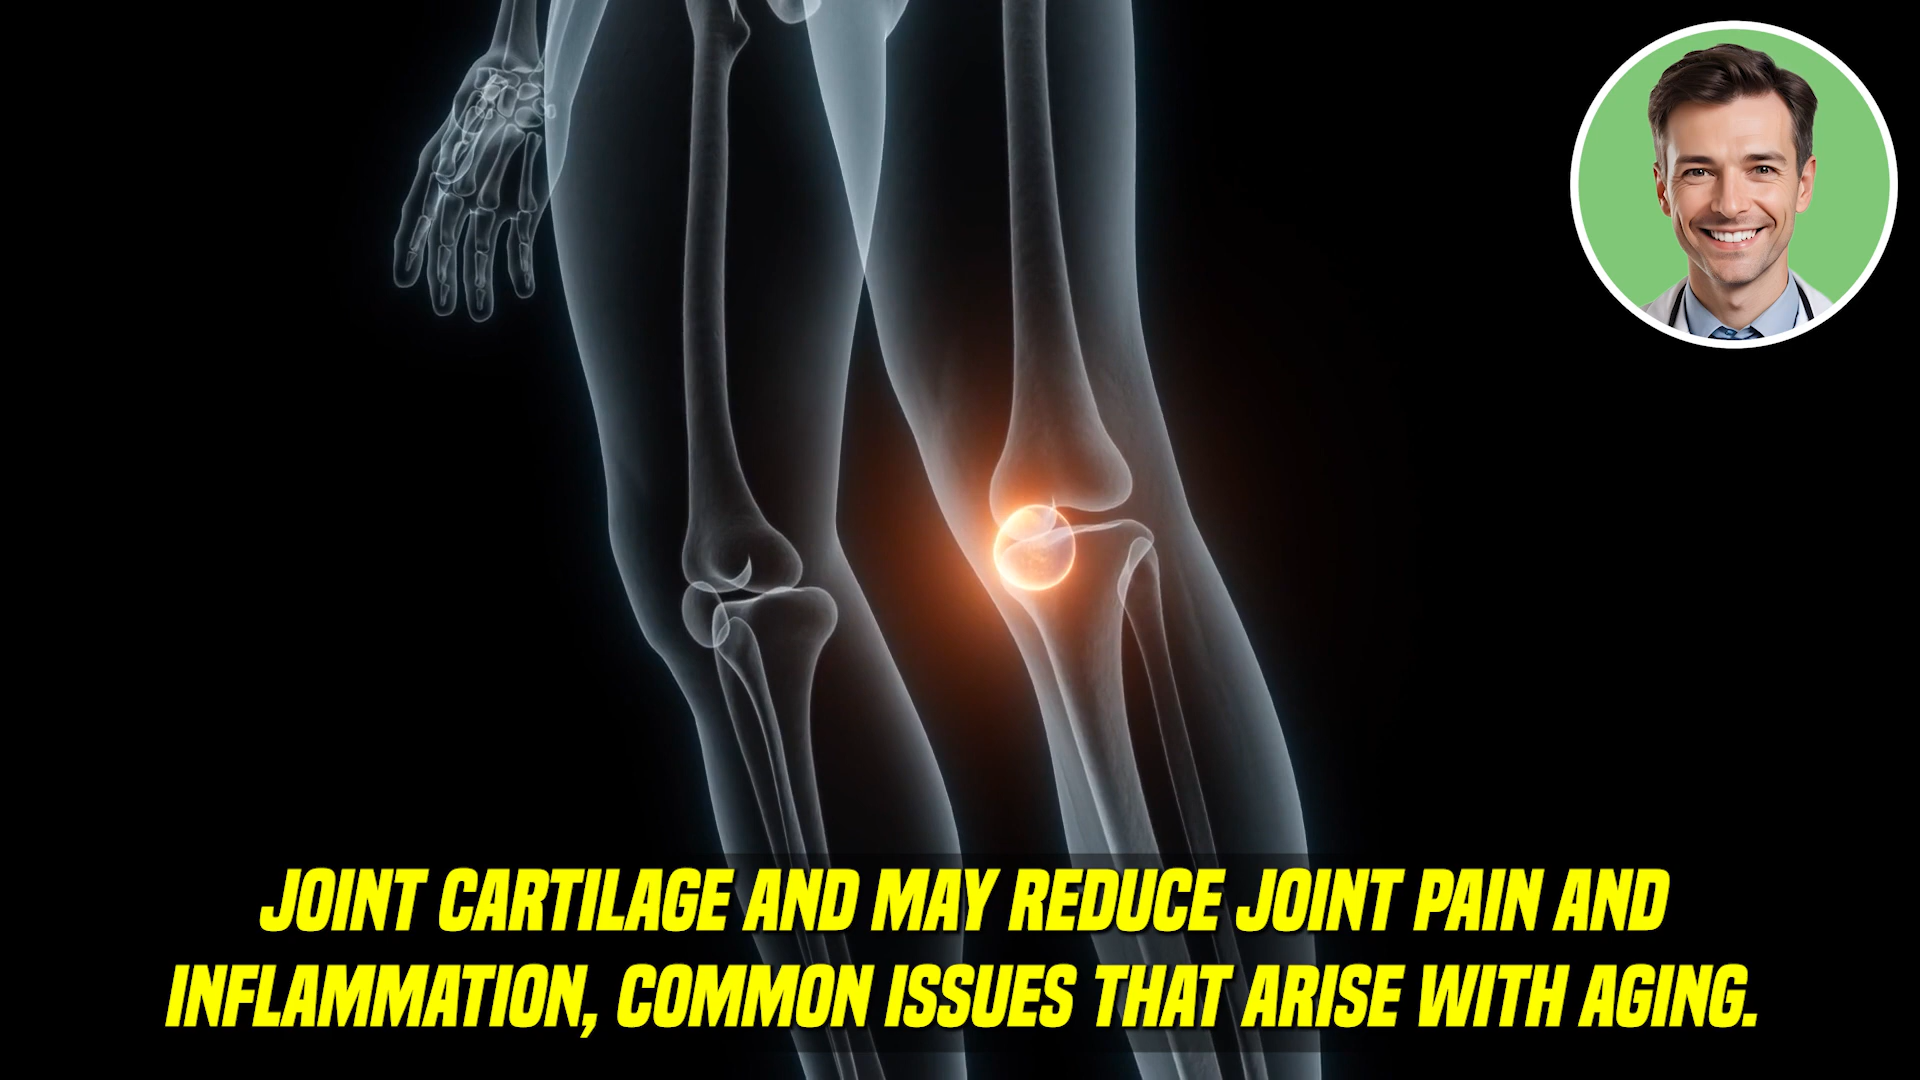 JOINT CARTILAGE AND MAY REDUCE JOINT PAIN AND
INFLAMMATION, COMMON ISSUES THAT ARISE WITH AGING.